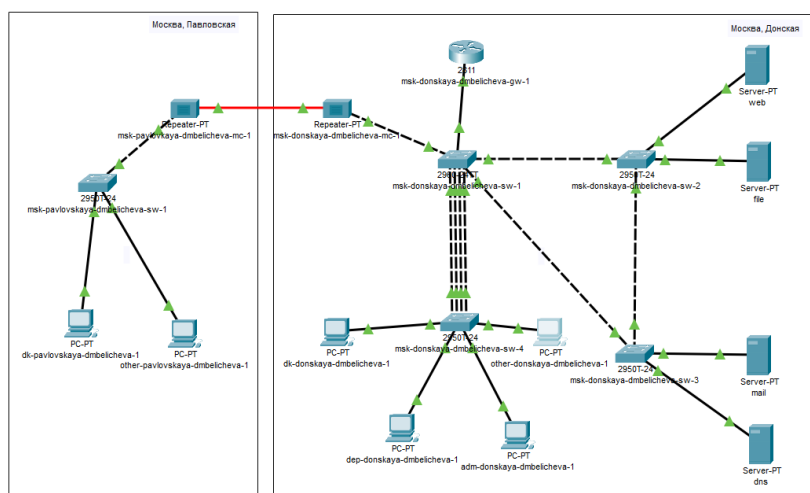 Москва, Павловская
Repeater-PT
msk-pavlovskaya-dmbelicheva-mc-1
2950T-24
msk-pavlovskaya-dmbelicheva-sw-1
PC-PT
dk-pavlovskaya-dmbelicheva-1
PC-PT
other-pavlovskaya-dmbelicheva-1
Москва, Донская
2811
msk-donskaya-dmbelicheva-gw-1
Repeater-PT
msk-donskaya-dmbelicheva-mc-1
2960-24TT
msk-donskaya-dmbelicheva-sw-1
2950T-24
msk-donskaya-dmbelicheva-sw-2
Server-PT
web
Server-PT
file
2950T-24
msk-donskaya-dmbelicheva-sw-4
PC-PT
dk-donskaya-dmbelicheva-1
PC-PT
other-donskaya-dmbelicheva-1
2950T-24
msk-donskaya-dmbelicheva-sw-3
Server-PT
mail
PC-PT
dep-donskaya-dmbelicheva-1
PC-PT
adm-donskaya-dmbelicheva-1
Server-PT
dns